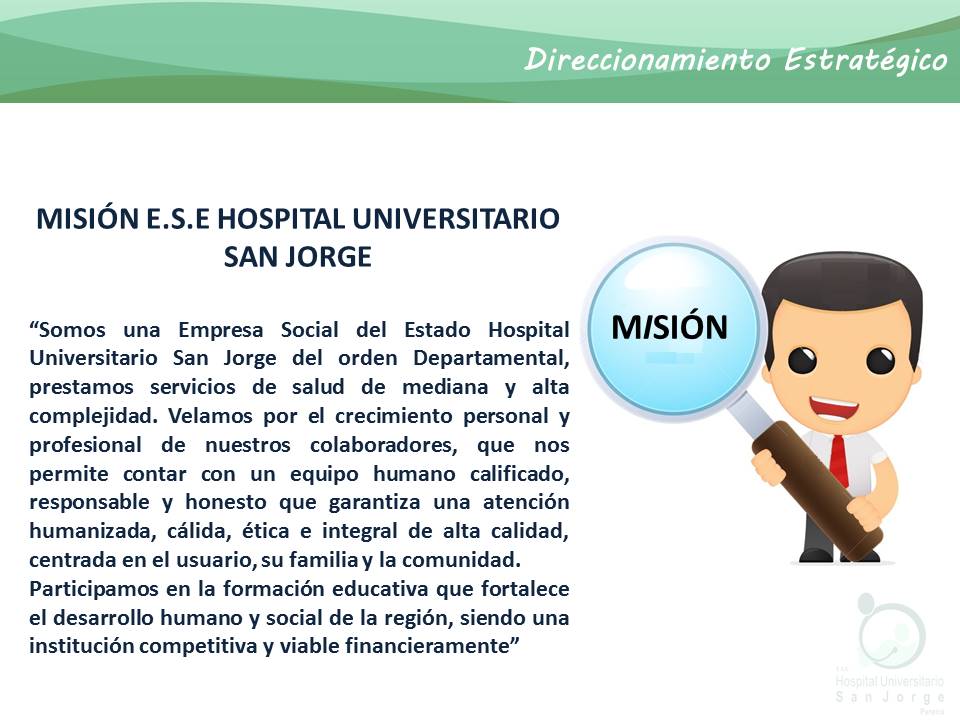 Direccionamiento Estratégico
MISIÓN E.S.E HOSPITAL UNIVERSITARIO
SAN JORGE
“Somos una Empresa Social del Estado Hospital
Universitario San Jorge del orden Departamental,
prestamos servicios de salud de mediana y alta
complejidad. Velamos por el crecimiento personal y
profesional de nuestros colaboradores, que nos
permite contar con un equipo humano calificado,
responsable y honesto que garantiza una atención
humanizada, cálida, ética e integral de alta calidad,
centrada en el usuario, su familia y la comunidad.
Participamos en la formación educativa que fortalece
el desarrollo humano y social de la región, siendo una
institución competitiva y viable financieramente”
MISIÓN
E.S.E.
Hospital Universitario
San Jorge
Pereira